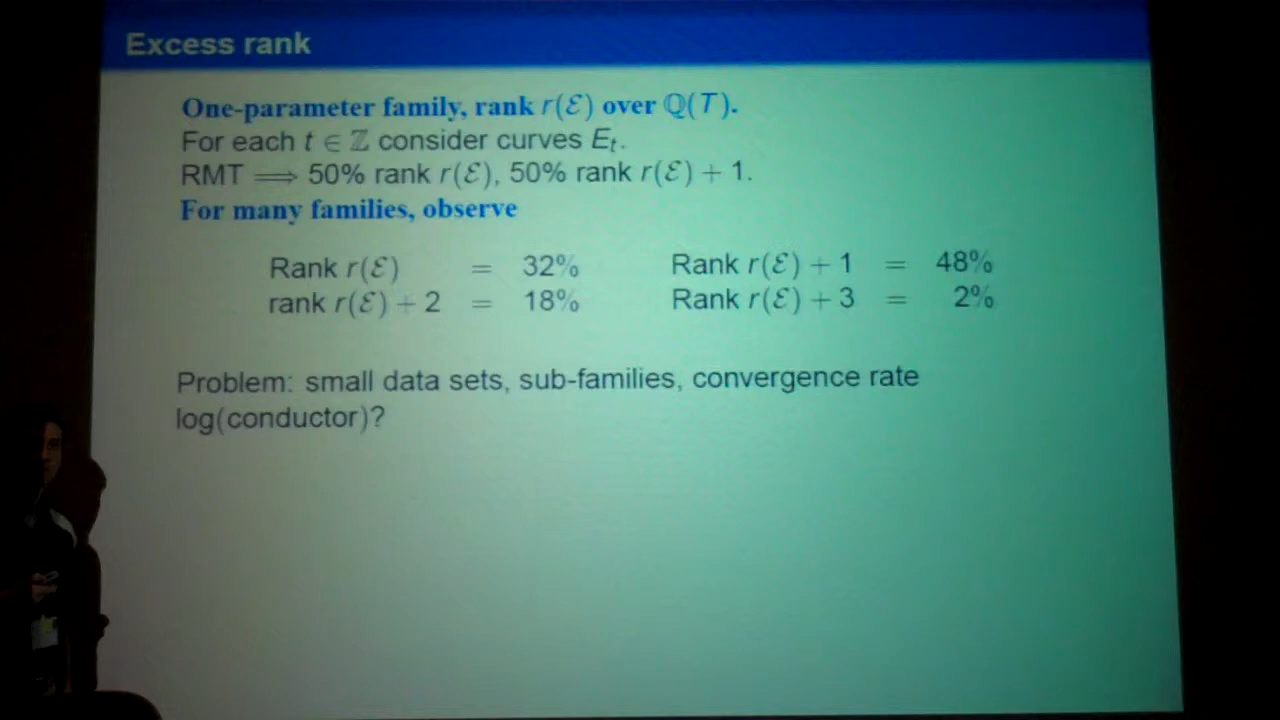 Excess rank
One-parameter family, rank r(ℰ) over ℚ(T).
For each t ∈ ℤ consider curves Eₜ.
RMT ⟹ 50% rank r(ℰ), 50% rank r(ℰ) + 1.
For many families, observe
Rank r(ℰ) = 32% Rank r(ℰ) + 1 = 48%
rank r(ℰ) + 2 = 18% Rank r(ℰ) + 3 = 2%
Problem: small data sets, sub-families, convergence rate
log(conductor)?